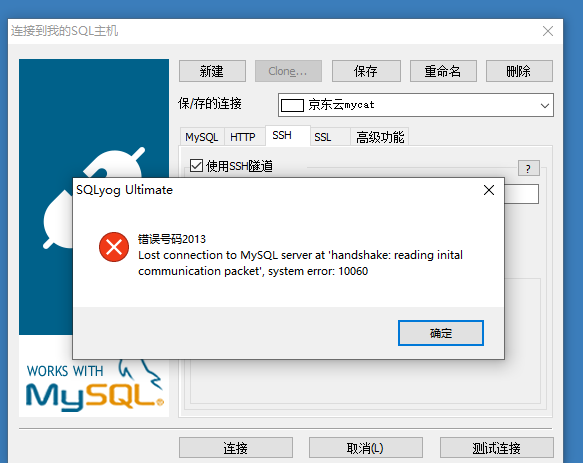 连接到我的SQL主机
新建
Clone...
保存
重命名
删除
保/存的连接
京东云mycat
MySQL
HTTP
SSH
SSL
高级功能
使用SSH隧道
?
SQLyog Ultimate
错误号码2013
Lost connection to MySQL server at 'handshake: reading inital
communication packet', system error: 10060
确定
WORKS WITH
MySQL®
连接
取消(L)
测试连接